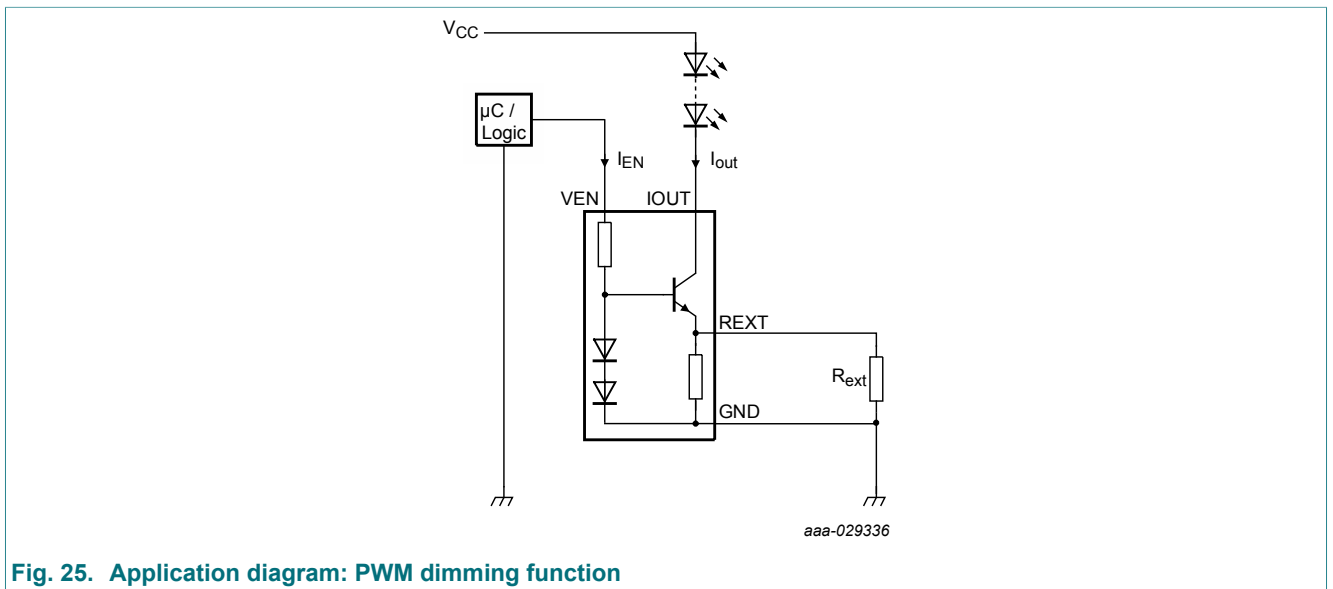 VCC
µC /
Logic
IEN
Iout
VEN
IOUT
REXT
Rext
GND
aaa-029336
Fig. 25. Application diagram: PWM dimming function